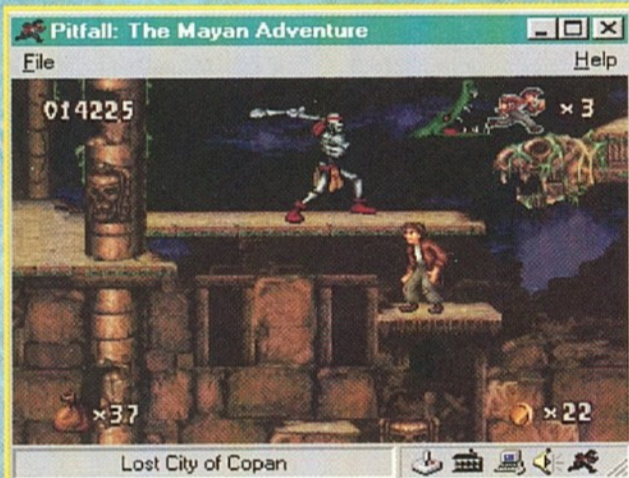 Pitfall: The Mayan Adventure
File Help
014225 × 3
×37 ×22
Lost City of Copan